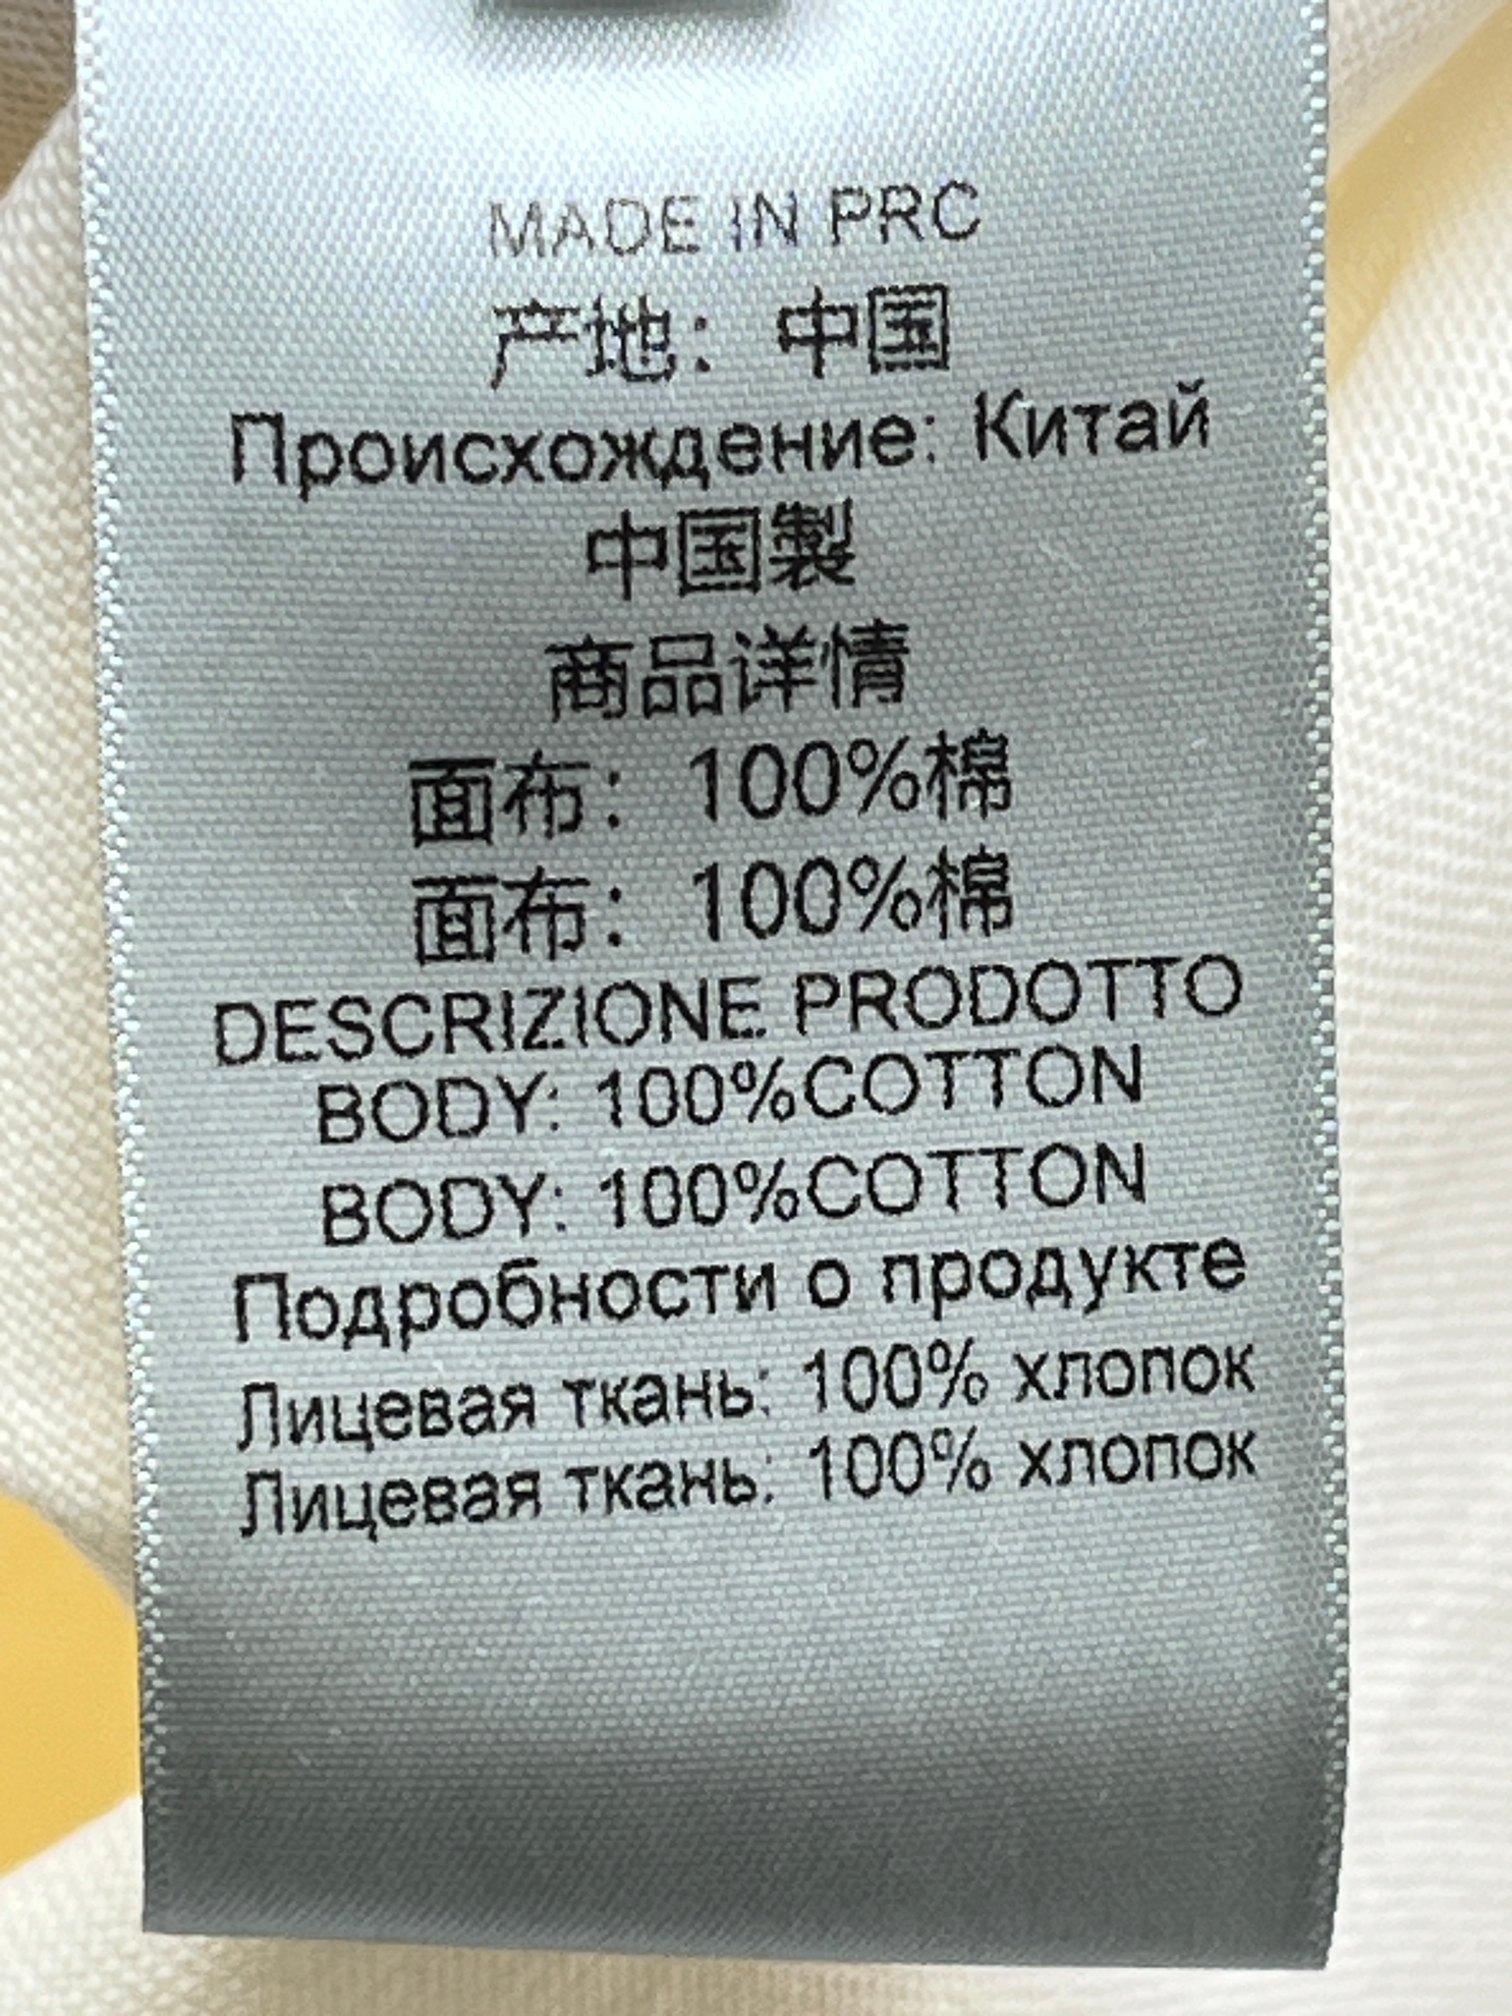 MADE IN PRC
产地：中国
Происхождение: Китай
中国製
商品详情
面布：100%棉
面布：100%棉
DESCRIZIONE PRODOTTO
BODY: 100%COTTON
BODY: 100%COTTON
Подробности о продукте
Лицевая ткань: 100% хлопок
Лицевая ткань: 100% хлопок